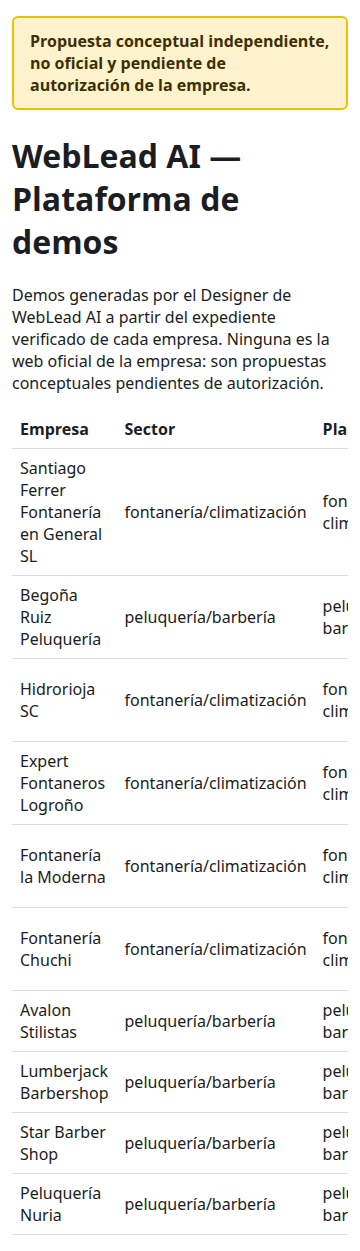 Propuesta conceptual independiente,
no oficial y pendiente de
autorización de la empresa.
WebLead AI —
Plataforma de
demos
Demos generadas por el Designer de
WebLead AI a partir del expediente
verificado de cada empresa. Ninguna es la
web oficial de la empresa: son propuestas
conceptuales pendientes de autorización.
Empresa Sector
Santiago
Ferrer
Fontanería
en General
SL
fontanería/climatización
Begoña
Ruiz
Peluquería
peluquería/barbería
Hidrorioja
SC
fontanería/climatización
Expert
Fontaneros
Logroño
fontanería/climatización
Fontanería
la Moderna
fontanería/climatización
Fontanería
Chuchi
fontanería/climatización
Avalon
Stilistas
peluquería/barbería
Lumberjack
Barbershop
peluquería/barbería
Star Barber
Shop
peluquería/barbería
Peluquería
Nuria
peluquería/barbería